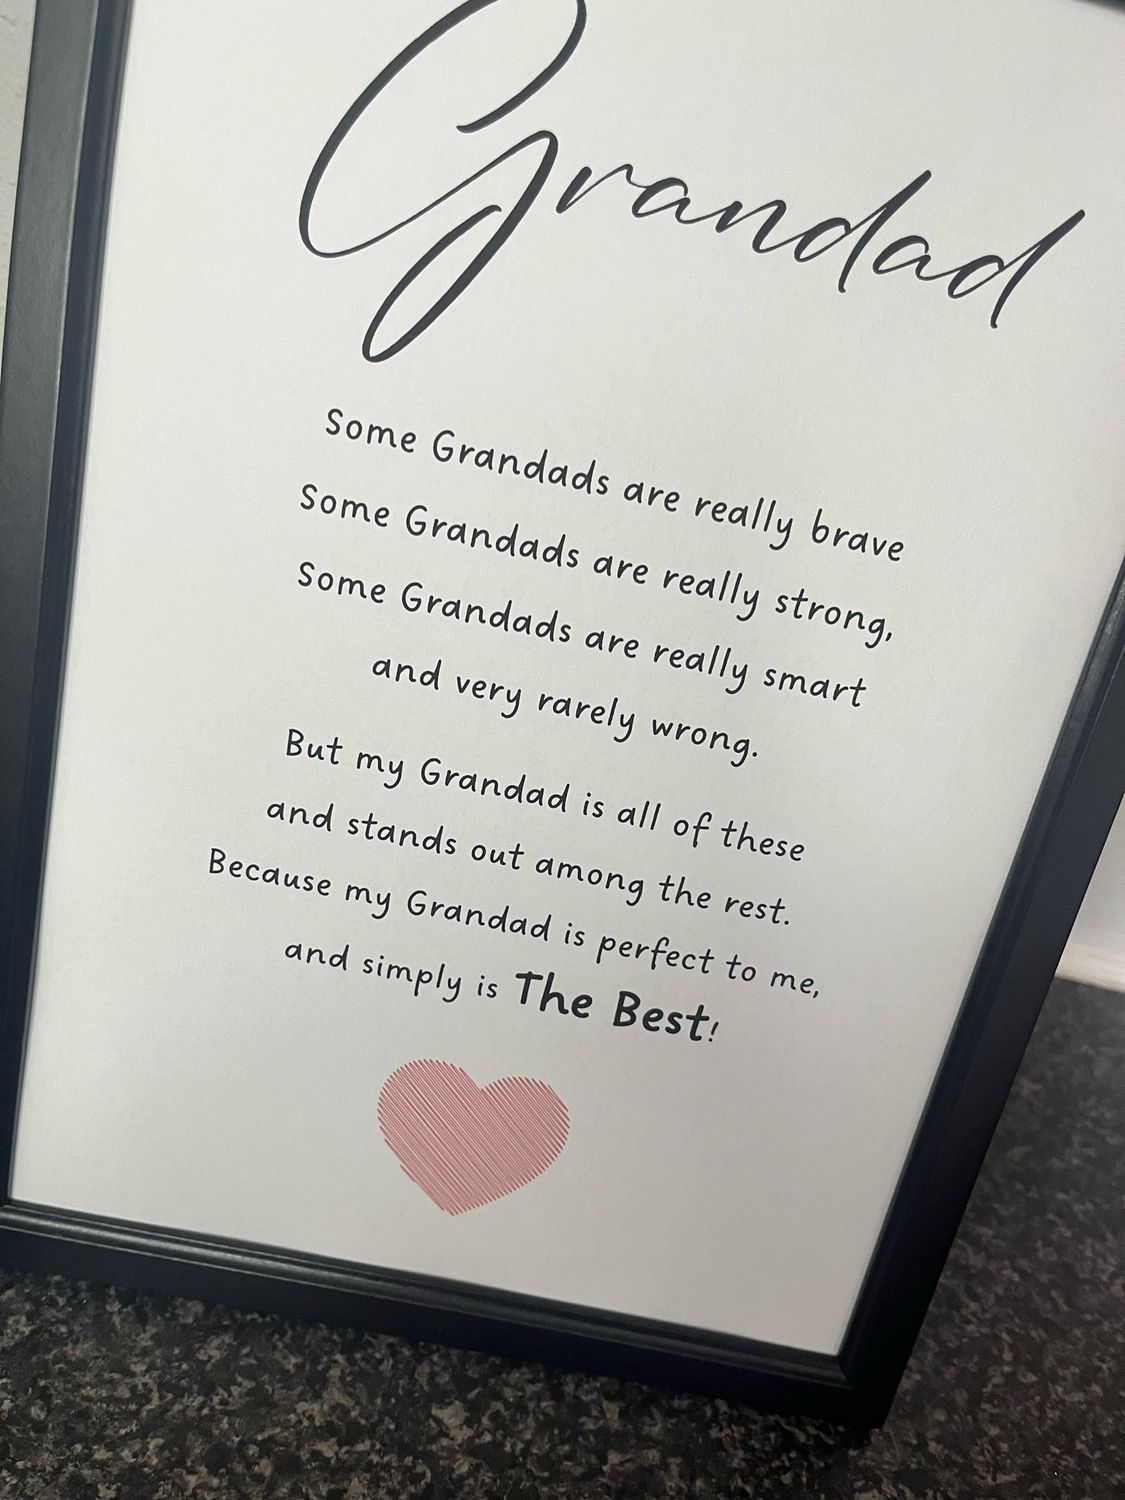 Grandad
Some Grandads are really brave
Some Grandads are really strong,
Some Grandads are really smart
and very rarely wrong.
But my Grandad is all of these
and stands out among the rest.
Because my Grandad is perfect to me,
and simply is The Best!